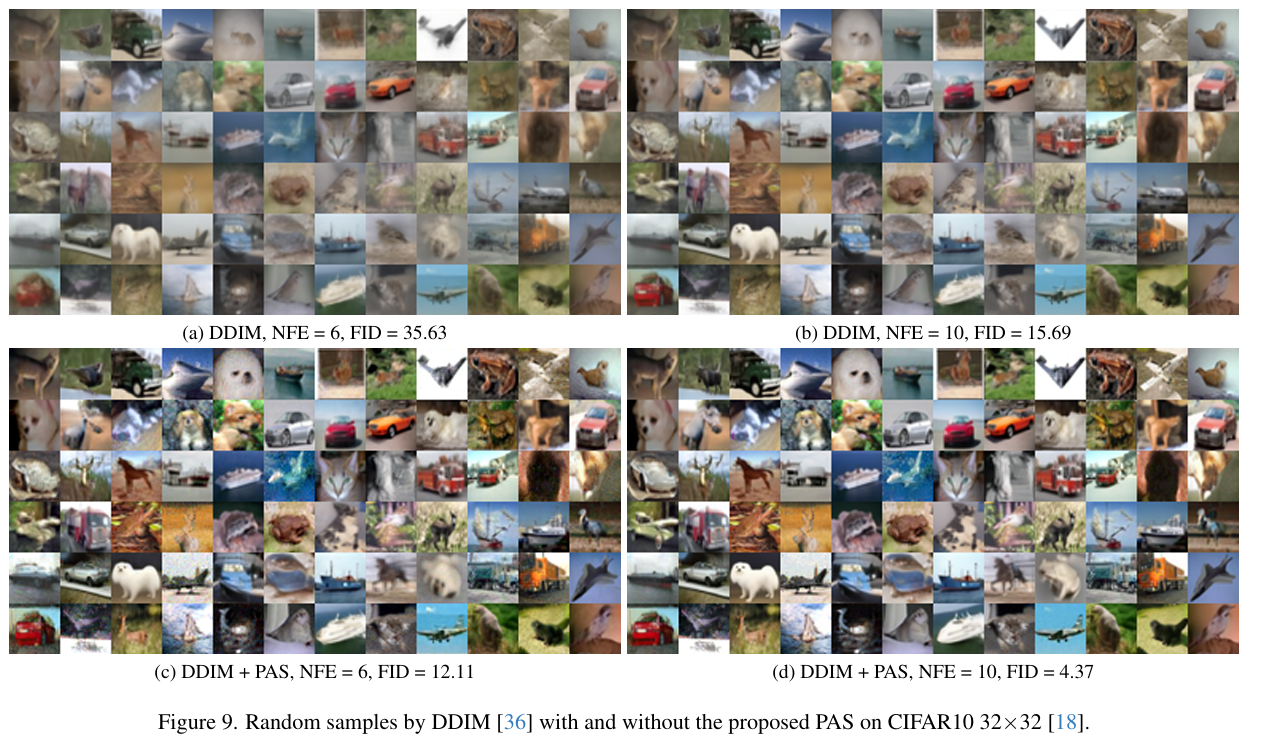 (a) DDIM, NFE = 6, FID = 35.63
(b) DDIM, NFE = 10, FID = 15.69
(c) DDIM + PAS, NFE = 6, FID = 12.11
(d) DDIM + PAS, NFE = 10, FID = 4.37
Figure 9. Random samples by DDIM [36] with and without the proposed PAS on CIFAR10 32×32 [18].